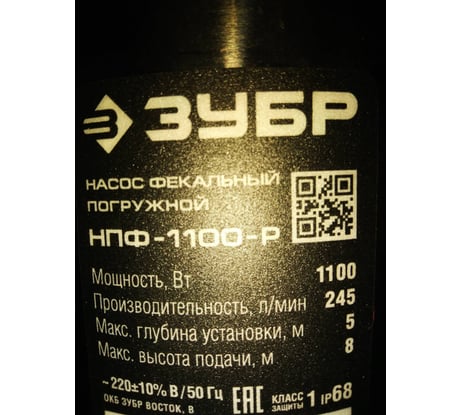 ЗУБР
НАСОС ФЕКАЛЬНЫЙ
ПОГРУЖНОЙ
НПФ-1100-Р
Мощность, Вт 1100
Производительность, л/мин 245
Макс. глубина установки, м 5
Макс. высота подачи, м 8
~ 220±10% В/50 Гц ЕАС КЛАСС ЗАЩИТЫ 1 IP68
ОКБ ЗУБР ВОСТОК, В